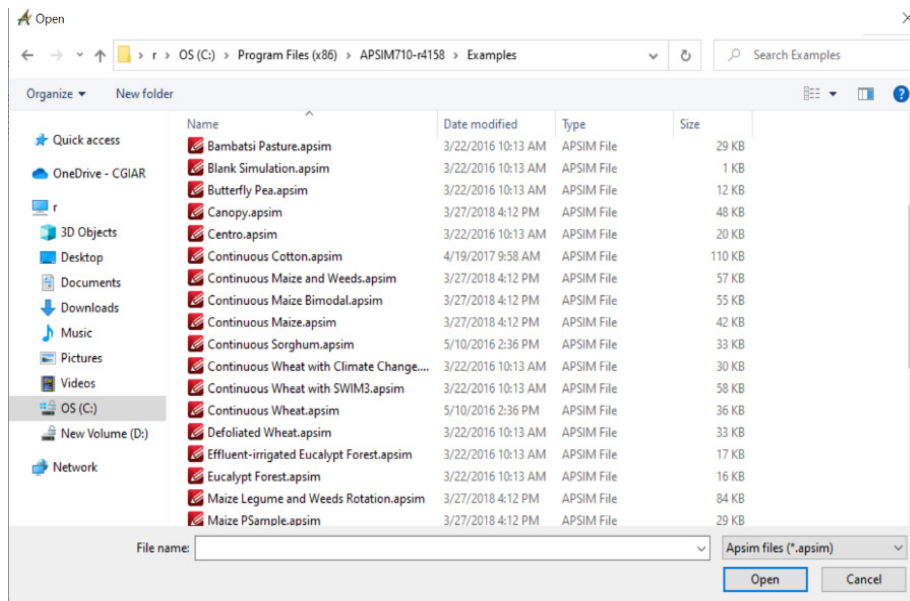 Open
r > OS (C:) > Program Files (x86) > APSIM710-r4158 > Examples
Search Examples
Organize
New folder
Name Date modified Type Size
Quick access
OneDrive - CGIAR
r
3D Objects
Desktop
Documents
Downloads
Music
Pictures
Videos
OS (C:)
New Volume (D:)
Network
Bambatsi Pasture.apsim 3/22/2016 10:13 AM APSIM File 29 KB
Blank Simulation.apsim 3/22/2016 10:13 AM APSIM File 1 KB
Butterfly Pea.apsim 3/22/2016 10:13 AM APSIM File 12 KB
Canopy.apsim 3/27/2018 4:12 PM APSIM File 48 KB
Centro.apsim 3/22/2016 10:13 AM APSIM File 20 KB
Continuous Cotton.apsim 4/19/2017 9:58 AM APSIM File 110 KB
Continuous Maize and Weeds.apsim 3/27/2018 4:12 PM APSIM File 57 KB
Continuous Maize Bimodal.apsim 3/27/2018 4:12 PM APSIM File 55 KB
Continuous Maize.apsim 3/27/2018 4:12 PM APSIM File 42 KB
Continuous Sorghum.apsim 5/10/2016 2:36 PM APSIM File 33 KB
Continuous Wheat with Climate Change.... 3/22/2016 10:13 AM APSIM File 30 KB
Continuous Wheat with SWIM3.apsim 3/22/2016 10:13 AM APSIM File 58 KB
Continuous Wheat.apsim 5/10/2016 2:36 PM APSIM File 36 KB
Defoliated Wheat.apsim 3/22/2016 10:13 AM APSIM File 33 KB
Effluent-irrigated Eucalypt Forest.apsim 3/22/2016 10:13 AM APSIM File 17 KB
Eucalypt Forest.apsim 3/22/2016 10:13 AM APSIM File 16 KB
Maize Legume and Weeds Rotation.apsim 3/27/2018 4:12 PM APSIM File 84 KB
Maize PSample.apsim 3/27/2018 4:12 PM APSIM File 29 KB
File name:
Apsim files (*.apsim)
Open Cancel